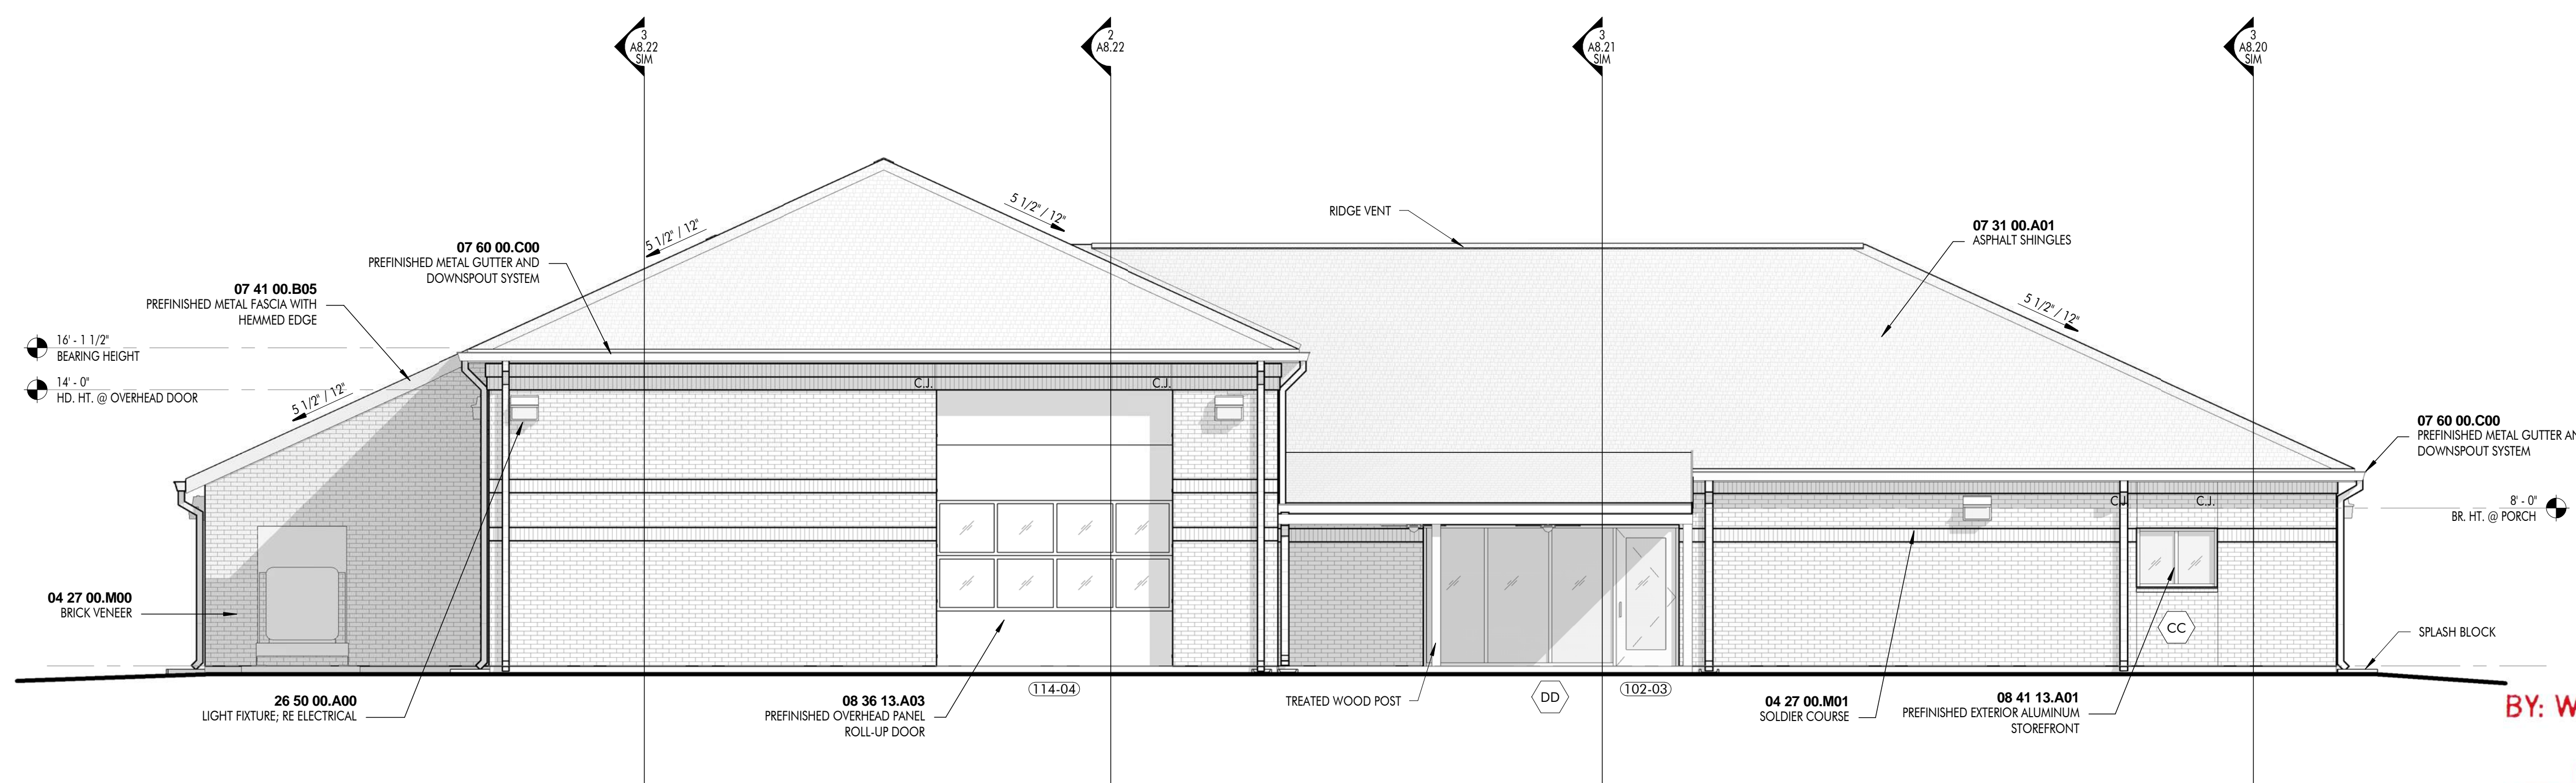 3
A8.22
SIM
2
A8.22
3
A8.21
SIM
3
A8.20
SIM
5 1/2" / 12"
5 1/2" / 12"
RIDGE VENT
07 31 00.A01
ASPHALT SHINGLES
07 60 00.C00
PREFINISHED METAL GUTTER AND
DOWNSPOUT SYSTEM
07 41 00.B05
PREFINISHED METAL FASCIA WITH
HEMMED EDGE
5 1/2" / 12"
16' - 1 1/2"
BEARING HEIGHT
14' - 0"
HD. HT. @ OVERHEAD DOOR
5 1/2" / 12"
C.J.
C.J.
07 60 00.C00
PREFINISHED METAL GUTTER AN
DOWNSPOUT SYSTEM
C.J.
C.J.
8' - 0"
BR. HT. @ PORCH
04 27 00.M00
BRICK VENEER
CC
SPLASH BLOCK
26 50 00.A00
LIGHT FIXTURE; RE ELECTRICAL
08 36 13.A03
PREFINISHED OVERHEAD PANEL
ROLL-UP DOOR
114-04
TREATED WOOD POST
DD
102-03
04 27 00.M01
SOLDIER COURSE
08 41 13.A01
PREFINISHED EXTERIOR ALUMINUM
STOREFRONT
BY: W